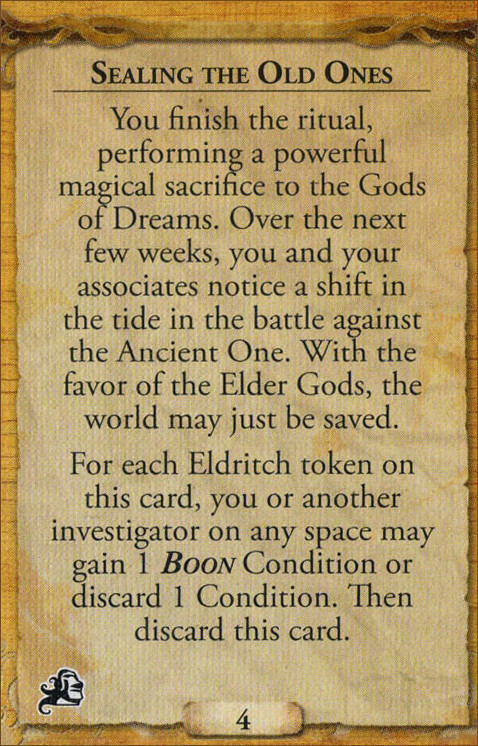 SEALING THE OLD ONES
You finish the ritual,
performing a powerful
magical sacrifice to the Gods
of Dreams. Over the next
few weeks, you and your
associates notice a shift in
the tide in the battle against
the Ancient One. With the
favor of the Elder Gods, the
world may just be saved.
For each Eldritch token on
this card, you or another
investigator on any space may
gain 1 BOON Condition or
discard 1 Condition. Then
discard this card.
4